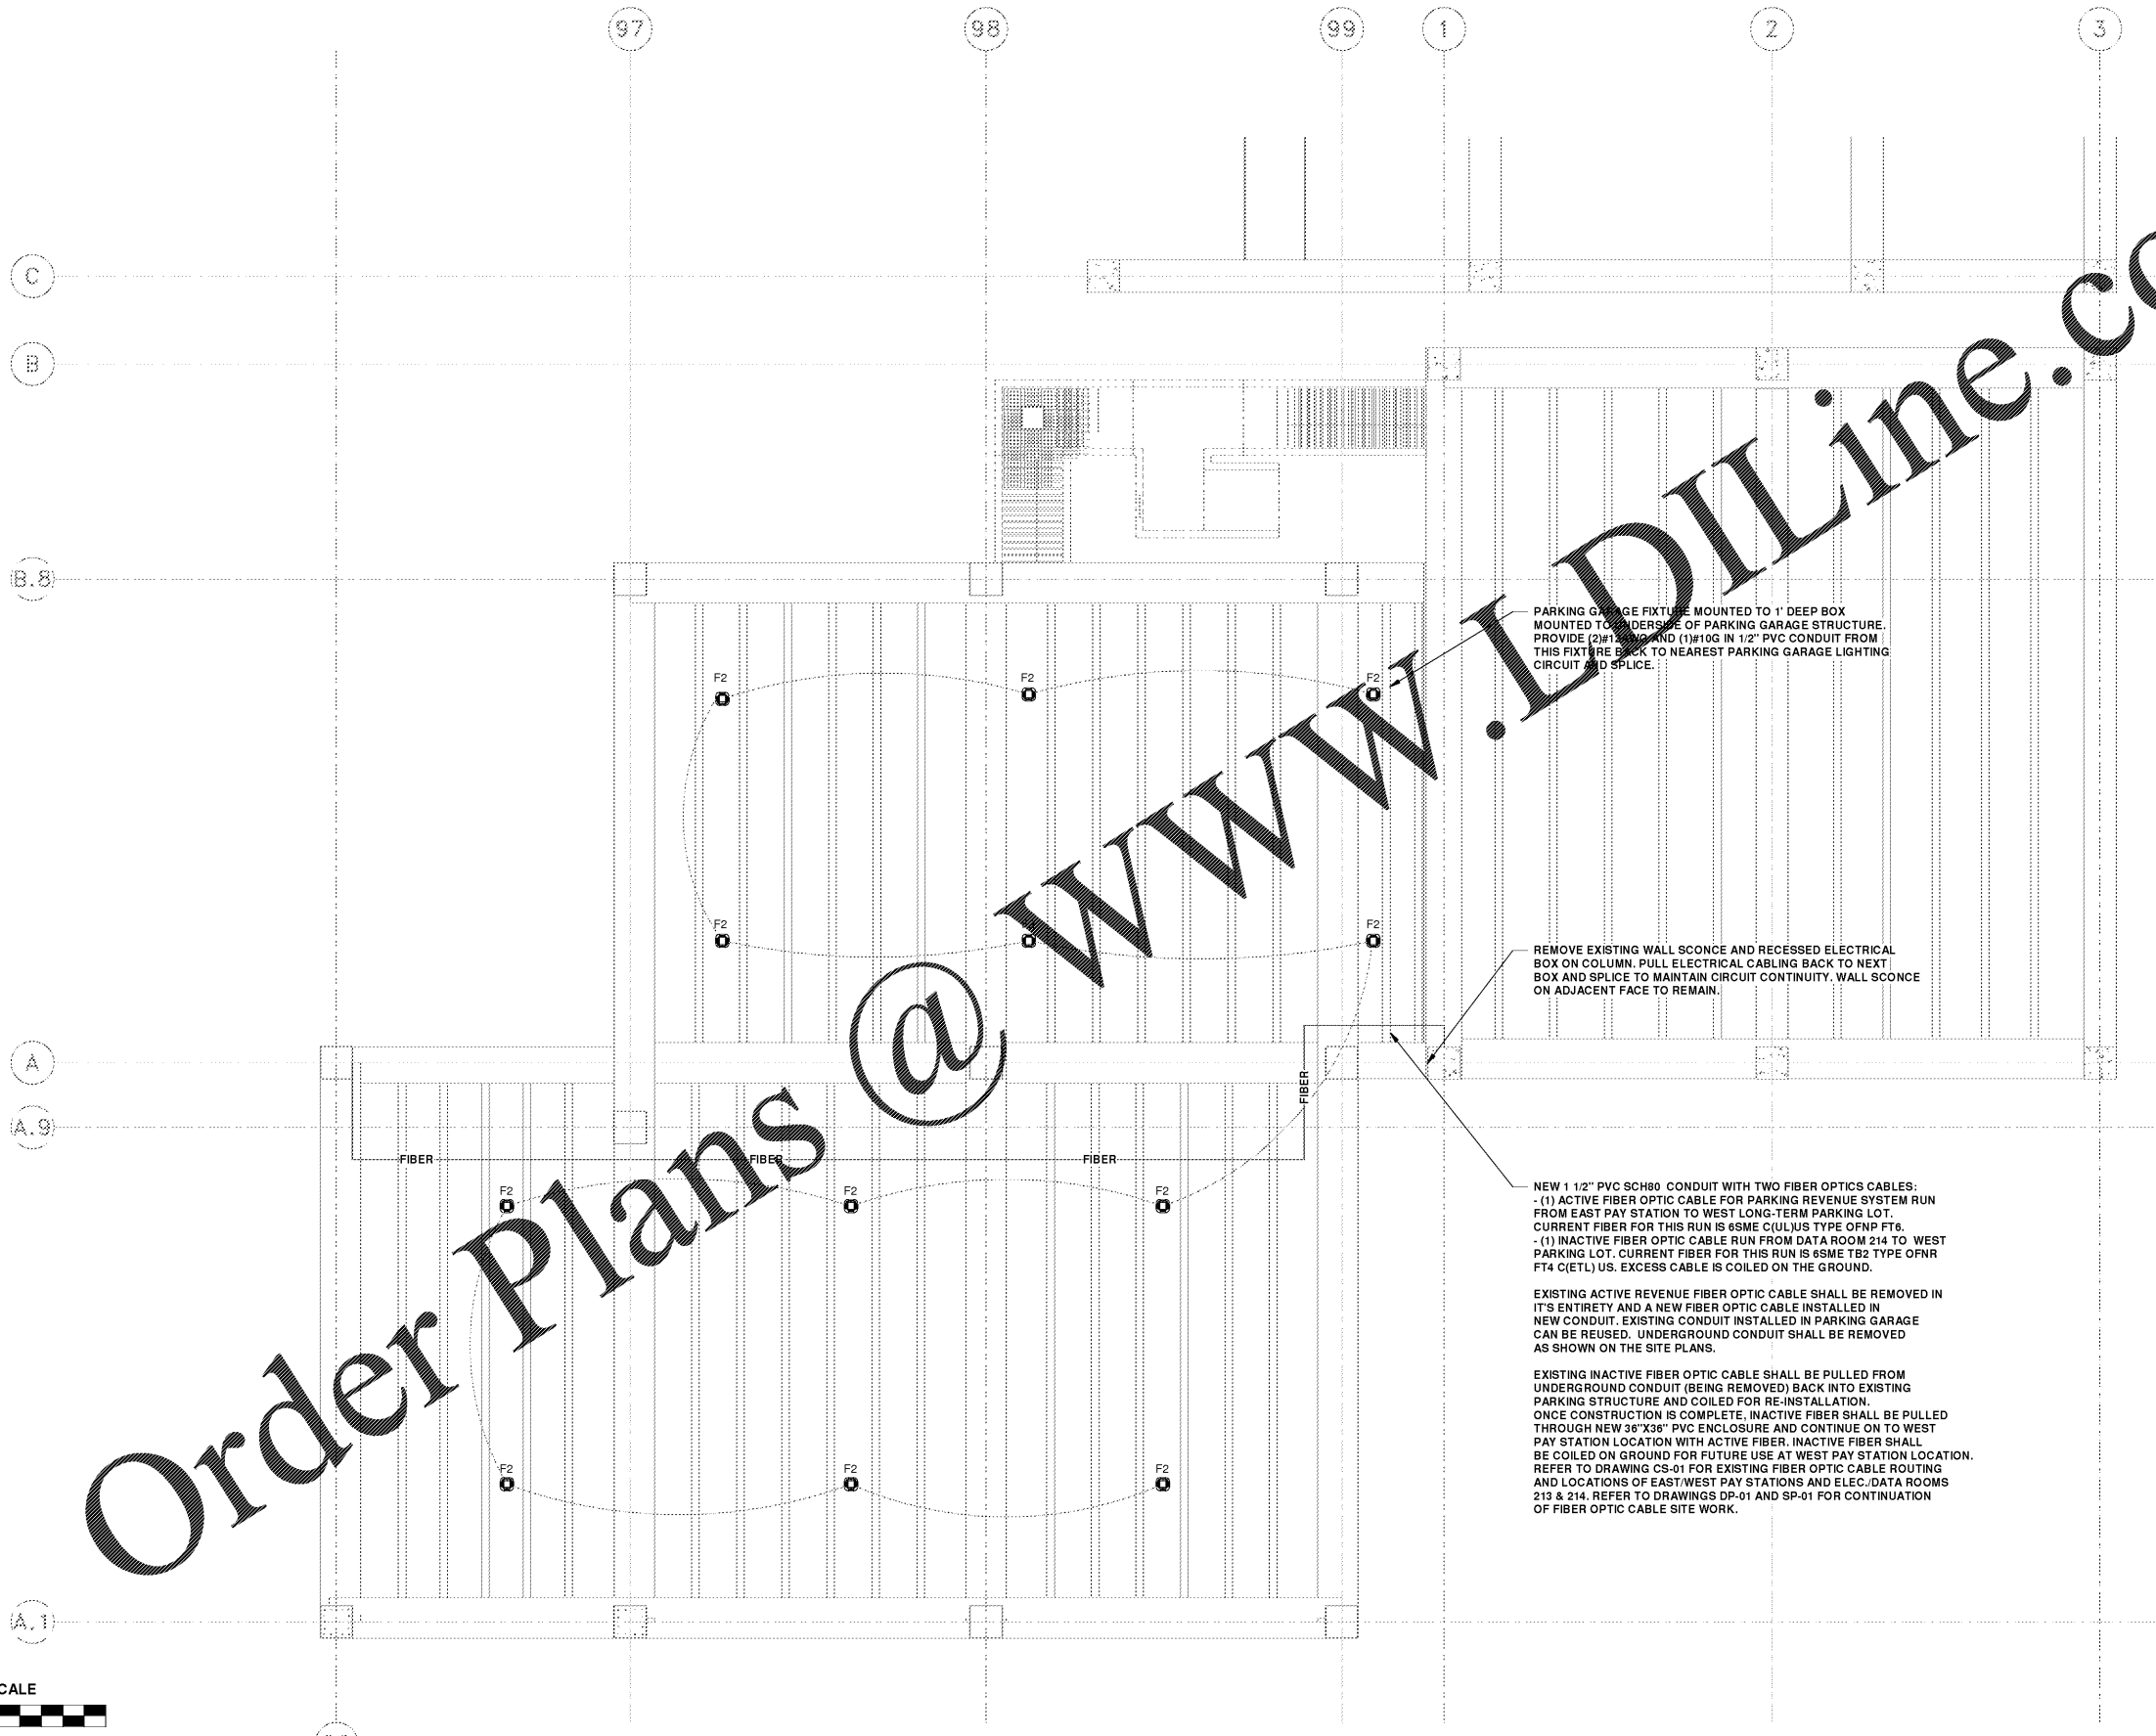 97
98
99
1
2
3
C
B
B.8
PARKING GARAGE FIXTURE MOUNTED TO 1' DEEP BOX
MOUNTED TO UNDERSIDE OF PARKING GARAGE STRUCTURE.
PROVIDE (2)#12AWG AND (1)#10G IN 1/2" PVC CONDUIT FROM
THIS FIXTURE BACK TO NEAREST PARKING GARAGE LIGHTING
CIRCUIT AND SPLICE.
F2
F2
F2
F2
F2
REMOVE EXISTING WALL SCONCE AND RECESSED ELECTRICAL
BOX ON COLUMN. PULL ELECTRICAL CABLING BACK TO NEXT
BOX AND SPLICE TO MAINTAIN CIRCUIT CONTINUITY. WALL SCONCE
ON ADJACENT FACE TO REMAIN.
A
FIBER
A.9
FIBER
FIBER
FIBER
F2
F2
F2
NEW 1 1/2" PVC SCH80 CONDUIT WITH TWO FIBER OPTICS CABLES:
- (1) ACTIVE FIBER OPTIC CABLE FOR PARKING REVENUE SYSTEM RUN
FROM EAST PAY STATION TO WEST LONG-TERM PARKING LOT.
CURRENT FIBER FOR THIS RUN IS 6SME C(UL)US TYPE OFNP FT6.
- (1) INACTIVE FIBER OPTIC CABLE RUN FROM DATA ROOM 214 TO WEST
PARKING LOT. CURRENT FIBER FOR THIS RUN IS 6SME TB2 TYPE OFNR
FT4 C(ETL) US. EXCESS CABLE IS COILED ON THE GROUND.
EXISTING ACTIVE REVENUE FIBER OPTIC CABLE SHALL BE REMOVED IN
IT'S ENTIRETY AND A NEW FIBER OPTIC CABLE INSTALLED IN
NEW CONDUIT. EXISTING CONDUIT INSTALLED IN PARKING GARAGE
CAN BE REUSED. UNDERGROUND CONDUIT SHALL BE REMOVED
AS SHOWN ON THE SITE PLANS.
EXISTING INACTIVE FIBER OPTIC CABLE SHALL BE PULLED FROM
UNDERGROUND CONDUIT (BEING REMOVED) BACK INTO EXISTING
PARKING STRUCTURE AND COILED FOR RE-INSTALLATION.
ONCE CONSTRUCTION IS COMPLETE, INACTIVE FIBER SHALL BE PULLED
THROUGH NEW 36"X36" PVC ENCLOSURE AND CONTINUE ON TO WEST
PAY STATION LOCATION WITH ACTIVE FIBER. INACTIVE FIBER SHALL
BE COILED ON GROUND FOR FUTURE USE AT WEST PAY STATION LOCATION.
REFER TO DRAWING CS-01 FOR EXISTING FIBER OPTIC CABLE ROUTING
AND LOCATIONS OF EAST/WEST PAY STATIONS AND ELEC./DATA ROOMS
213 & 214. REFER TO DRAWINGS DP-01 AND SP-01 FOR CONTINUATION
OF FIBER OPTIC CABLE SITE WORK.
F2
F2
F2
A.1
CALE
Order Plans @ www.LDILine.co